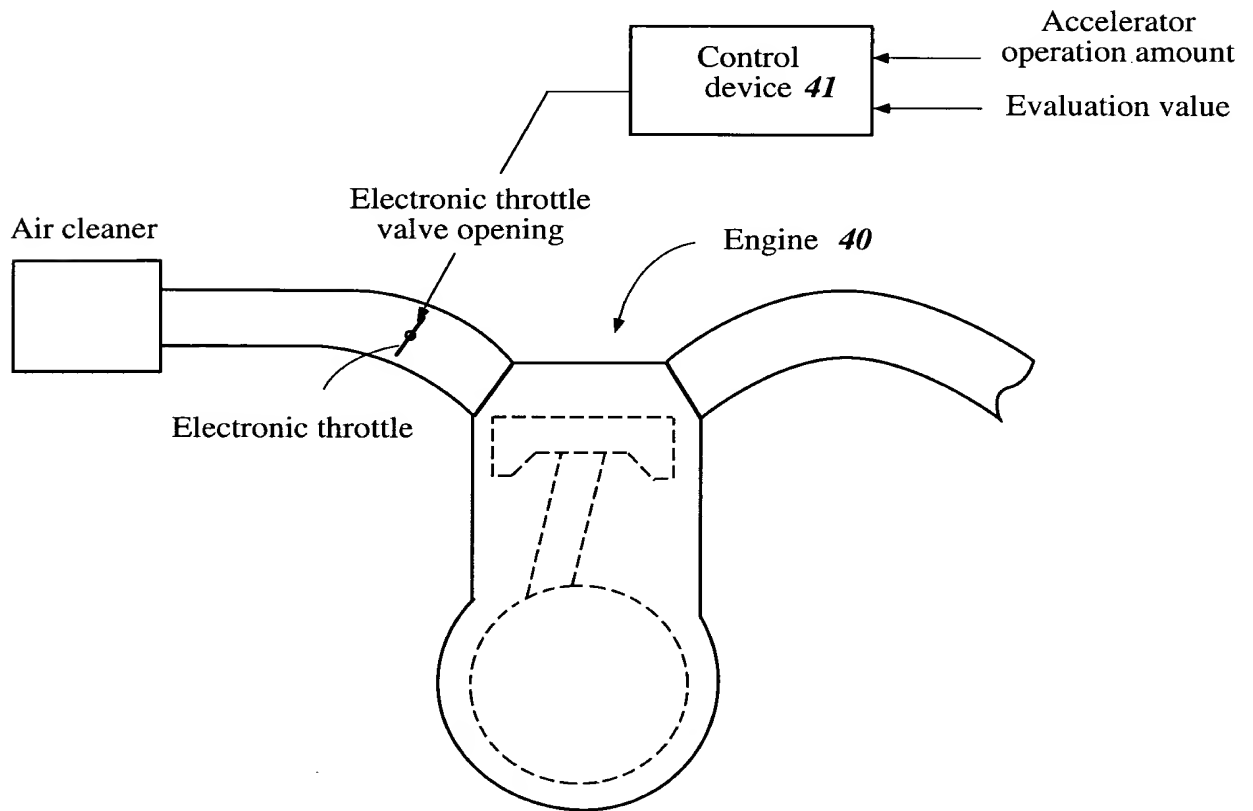 Accelerator
operation amount
Control
device 41
Evaluation value
Electronic throttle
valve opening
Air cleaner
Engine 40
Electronic throttle